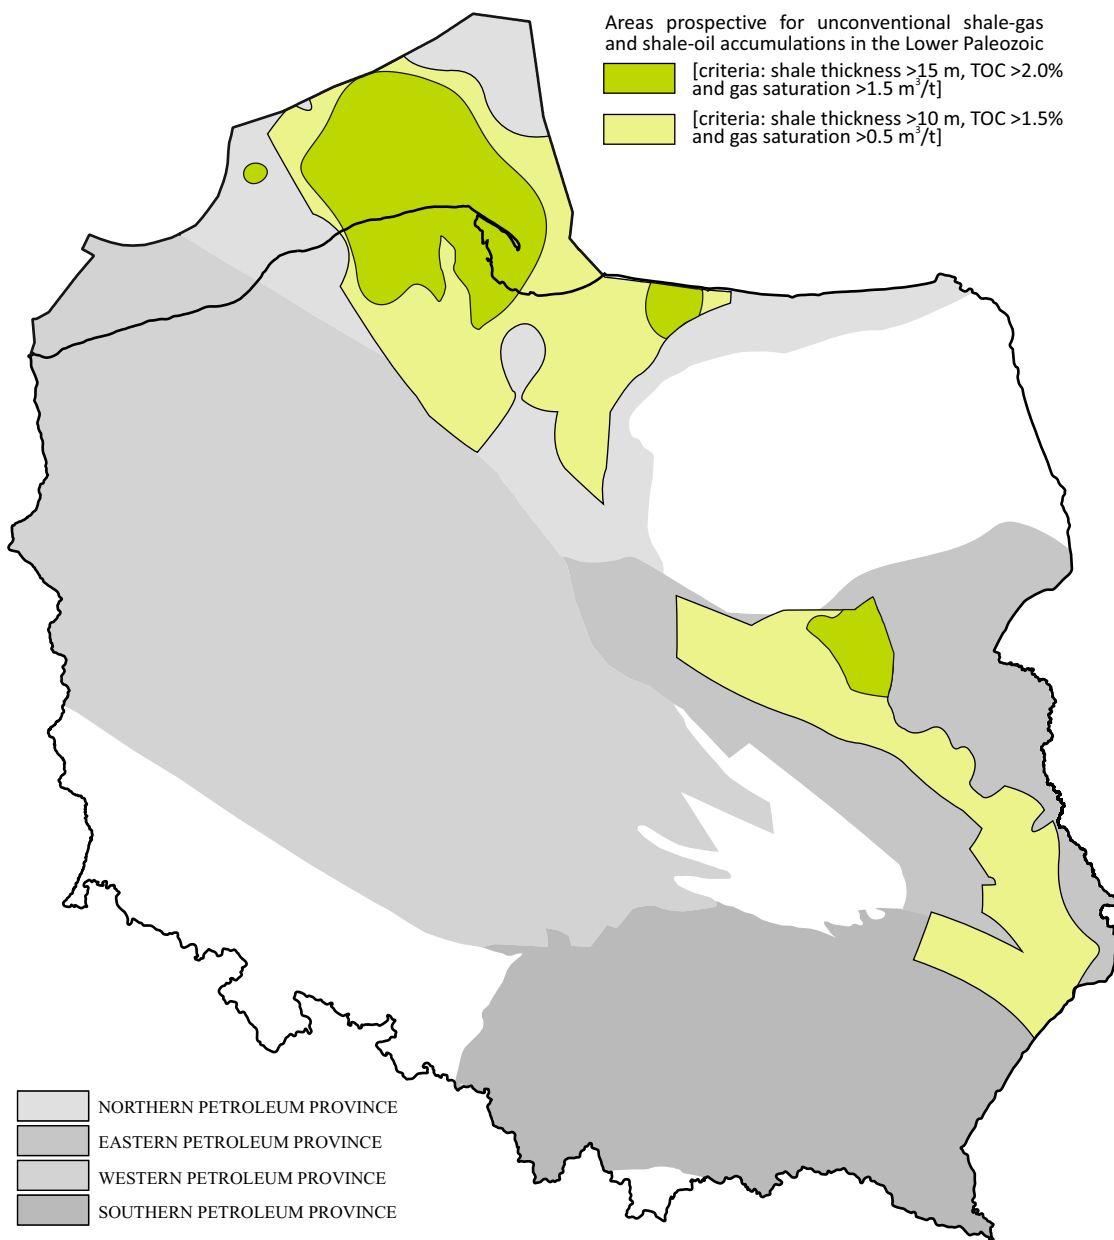 Areas prospective for unconventional shale-gas
and shale-oil accumulations in the Lower Paleozoic
[criteria: shale thickness >15 m, TOC >2.0%
and gas saturation >1.5 m³/t]
[criteria: shale thickness >10 m, TOC >1.5%
and gas saturation >0.5 m³/t]
NORTHERN PETROLEUM PROVINCE
EASTERN PETROLEUM PROVINCE
WESTERN PETROLEUM PROVINCE
SOUTHERN PETROLEUM PROVINCE